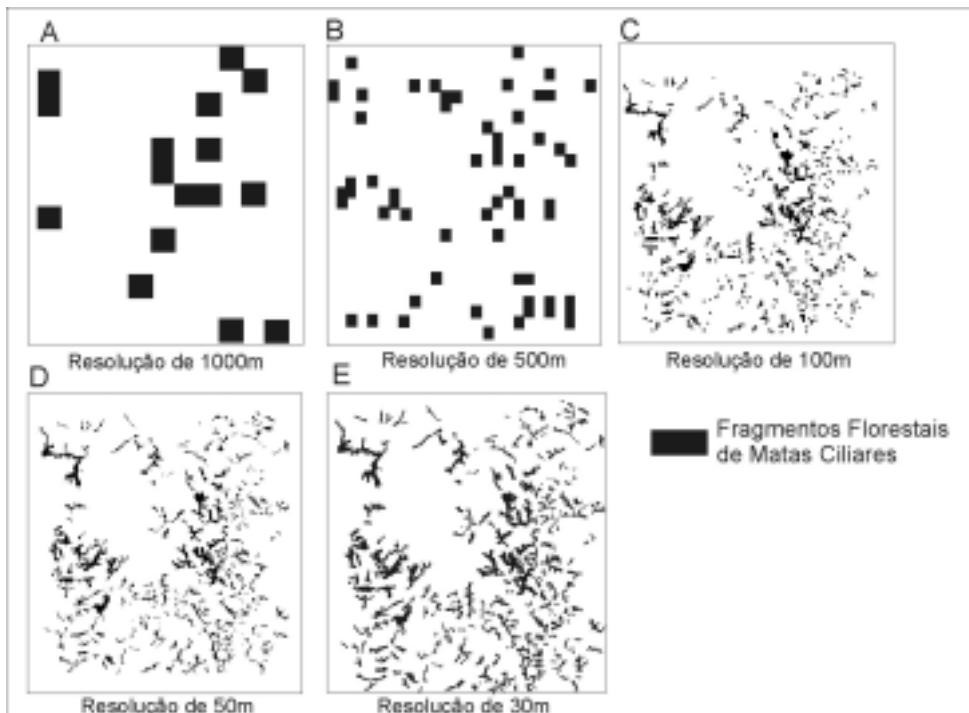 A
B
C
Resolução de 1000m
Resolução de 500m
Resolução de 100m
D
E
Fragmentos Florestais
de Matas Ciliares
Resolução de 50m
Resolução de 30m